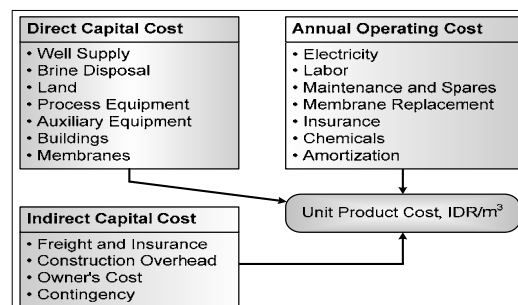 Direct Capital Cost
• Well Supply
• Brine Disposal
• Land
• Process Equipment
• Auxiliary Equipment
• Buildings
• Membranes
Annual Operating Cost
• Electricity
• Labor
• Maintenance and Spares
• Membrane Replacement
• Insurance
• Chemicals
• Amortization
Unit Product Cost, IDR/m³
Indirect Capital Cost
• Freight and Insurance
• Construction Overhead
• Owner's Cost
• Contingency